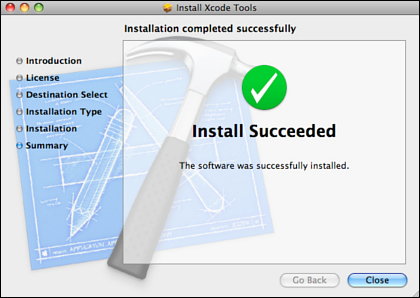 Install Xcode Tools
Installation completed successfully
Introduction
License
Destination Select
Installation Type
Installation
Summary
Install Succeeded
The software was successfully installed.
Go Back
Close